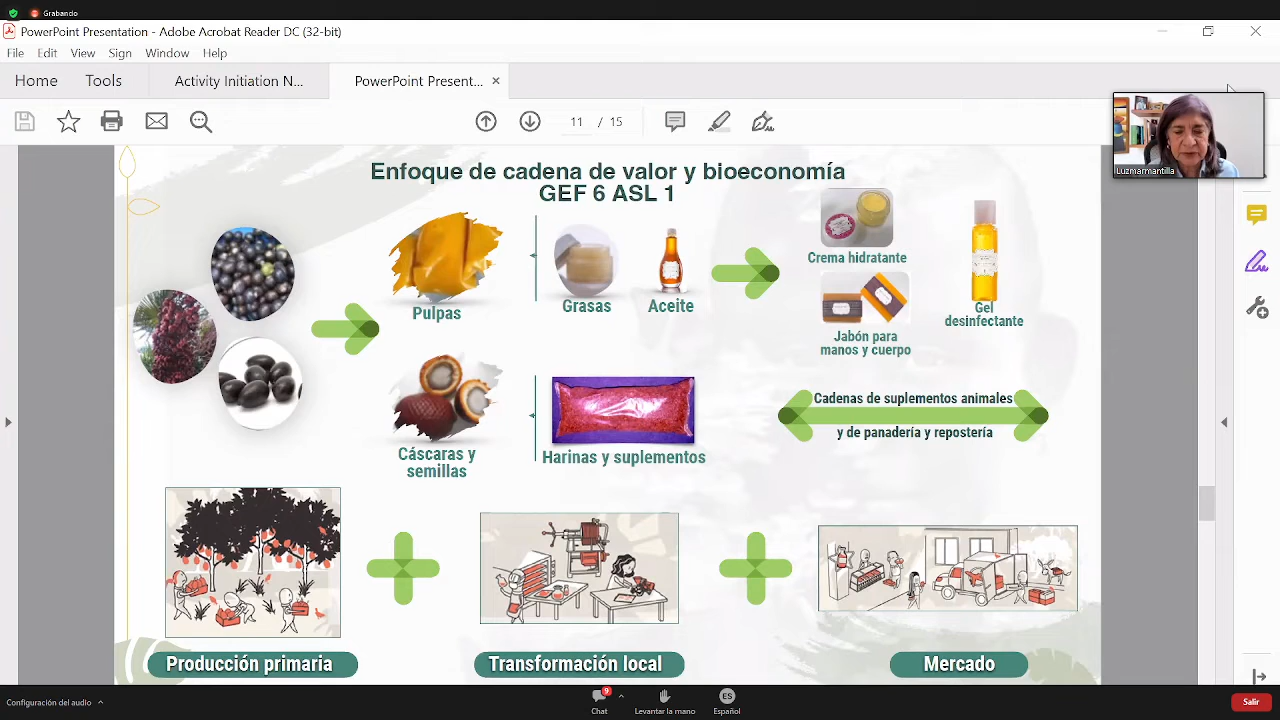 Grabando
PowerPoint Presentation - Adobe Acrobat Reader DC (32-bit)
File Edit View Sign Window Help
Home Tools Activity Initiation N... PowerPoint Present...
11 / 15
Luzmarmantilla
Enfoque de cadena de valor y bioeconomía
GEF 6 ASL 1
Pulpas
Grasas
Aceite
Crema hidratante
Jabón para
manos y cuerpo
Gel
desinfectante
Cáscaras y
semillas
Harinas y suplementos
Cadenas de suplementos animales
y de panadería y repostería
Producción primaria
Transformación local
Mercado
Configuración del audio
9
Chat
Levantar la mano
ES
Español
Salir